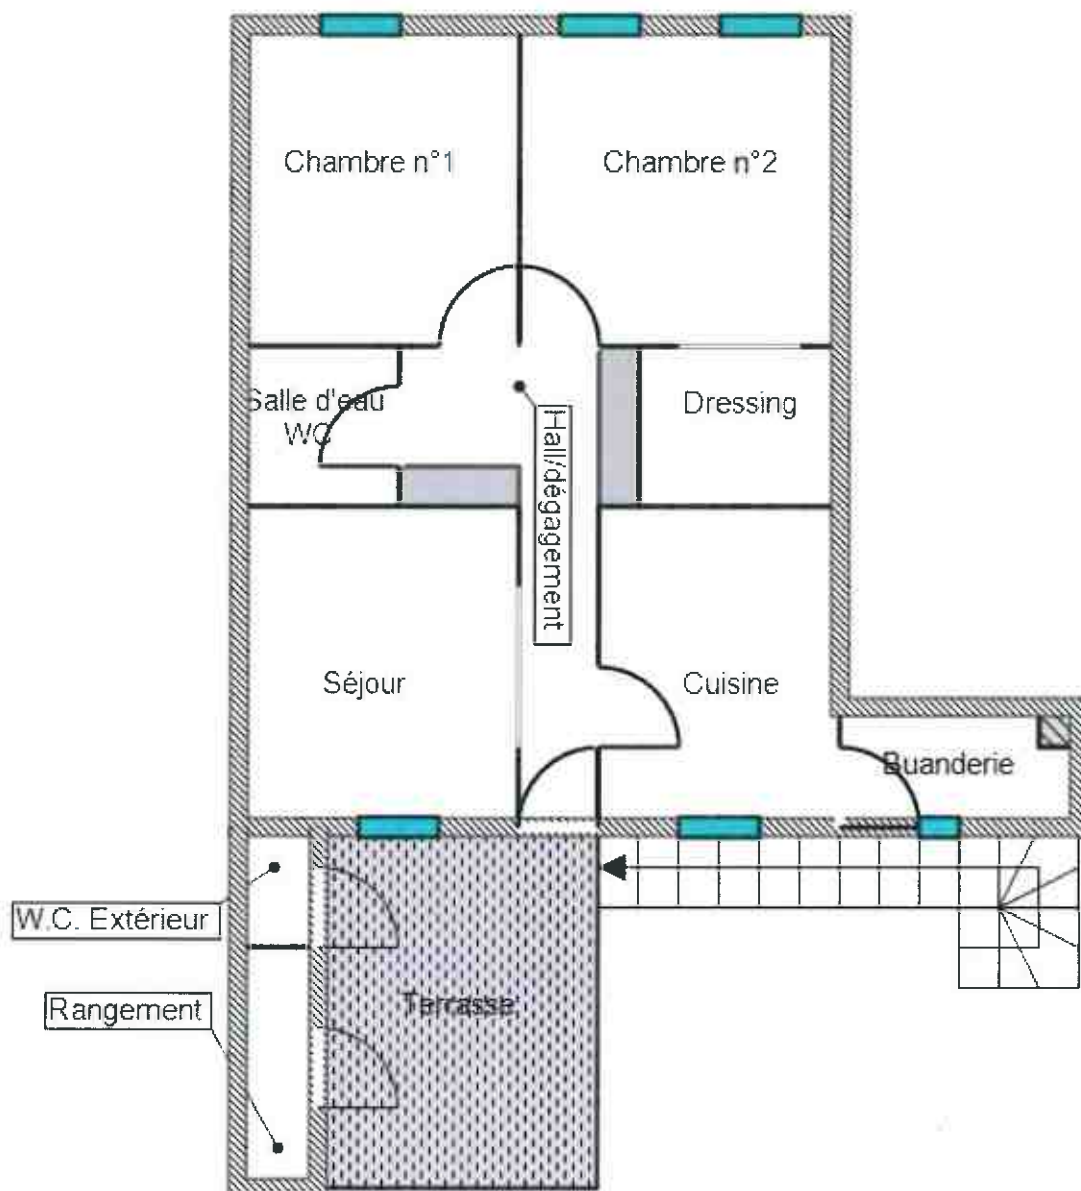 Chambre n°1
Chambre n°2
Salle d'eau
WC
Hall/dégagement
Dressing
Séjour
Cuisine
Buanderie
W.C. Extérieur
Terrasse
Rangement